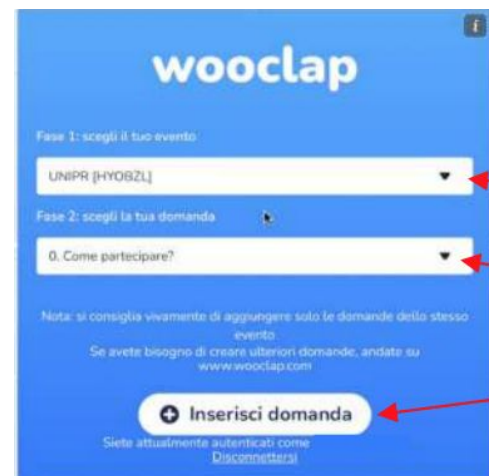 wooclap
Fase 1: scegli il tuo evento
UNIPR [HYOBZL]
Fase 2: scegli la tua domanda
0. Come partecipare?
Nota: si consiglia vivamente di aggiungere solo le domande dello stesso
evento
Se avete bisogno di creare ulteriori domande, andate su
www.wooclap.com
Inserisci domanda
Siete attualmente autenticati come
Disconnettersi